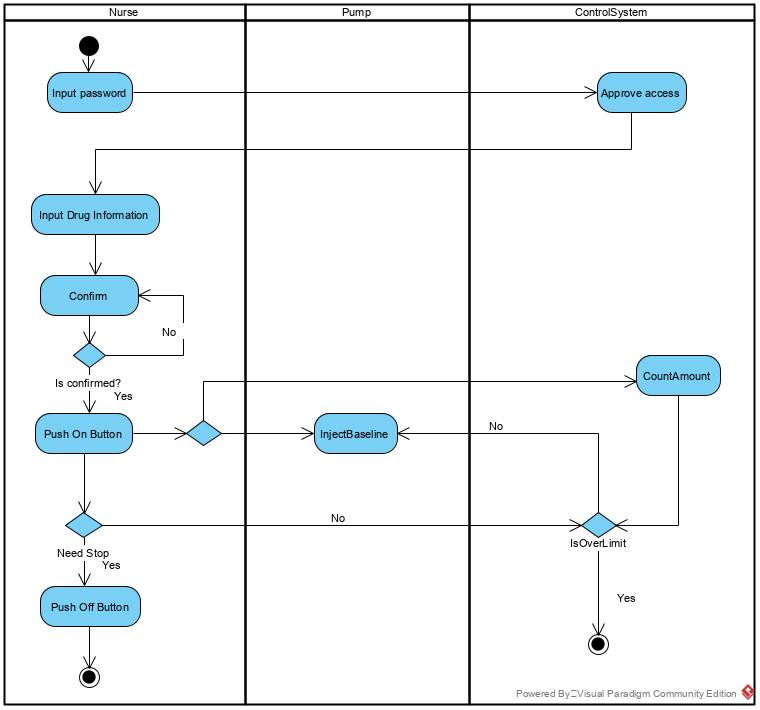 Nurse
Pump
ControlSystem
Input password
Approve access
Input Drug Information
Confirm
No
Is confirmed?
Yes
CountAmount
Push On Button
InjectBaseline
No
No
Need Stop
Yes
IsOverLimit
Push Off Button
Yes
Powered By Visual Paradigm Community Edition